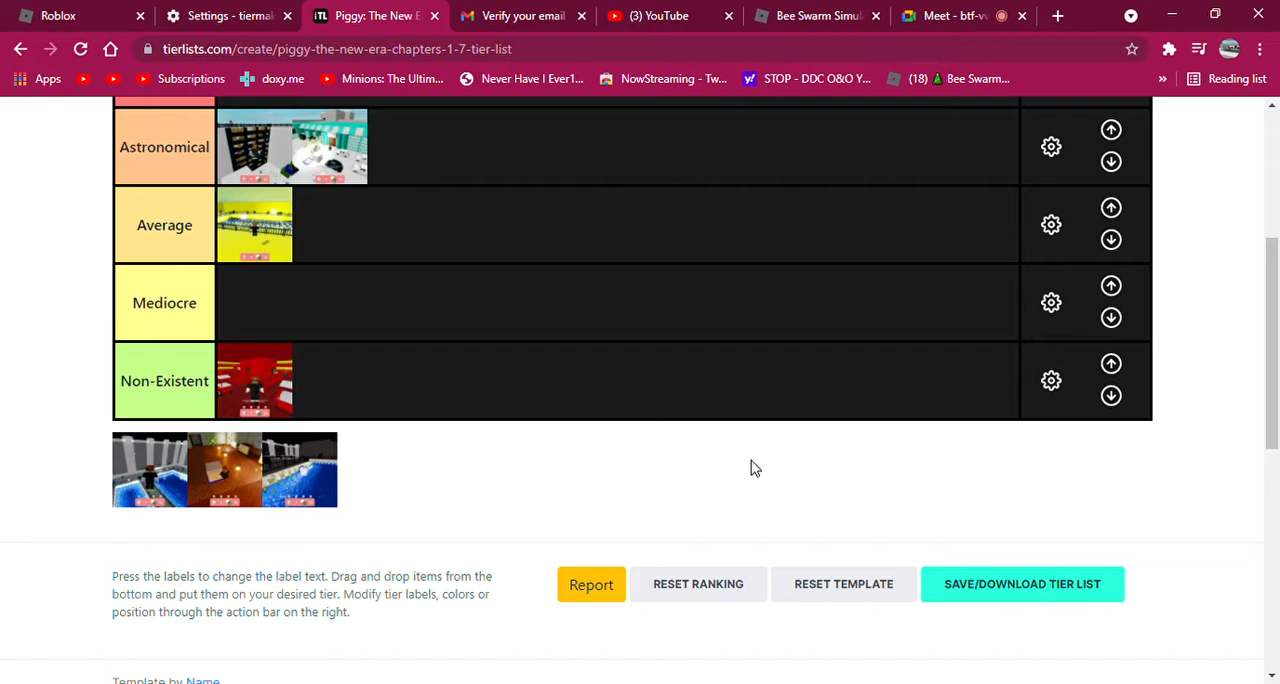 Roblox
Settings - tiermak
Piggy: The New E
Verify your email
(3) YouTube
Bee Swarm Simul
Meet - btf-vv
tierlists.com/create/piggy-the-new-era-chapters-1-7-tier-list
Apps
Subscriptions
doxy.me
Minions: The Ultim...
Never Have I Ever1...
NowStreaming - Tw...
STOP - DDC O&O Y...
(18) Bee Swarm...
»
Reading list
Astronomical
Average
Mediocre
Non-Existent
Press the labels to change the label text. Drag and drop items from the
bottom and put them on your desired tier. Modify tier labels, colors or
position through the action bar on the right.
Report
RESET RANKING
RESET TEMPLATE
SAVE/DOWNLOAD TIER LIST
Template by Name